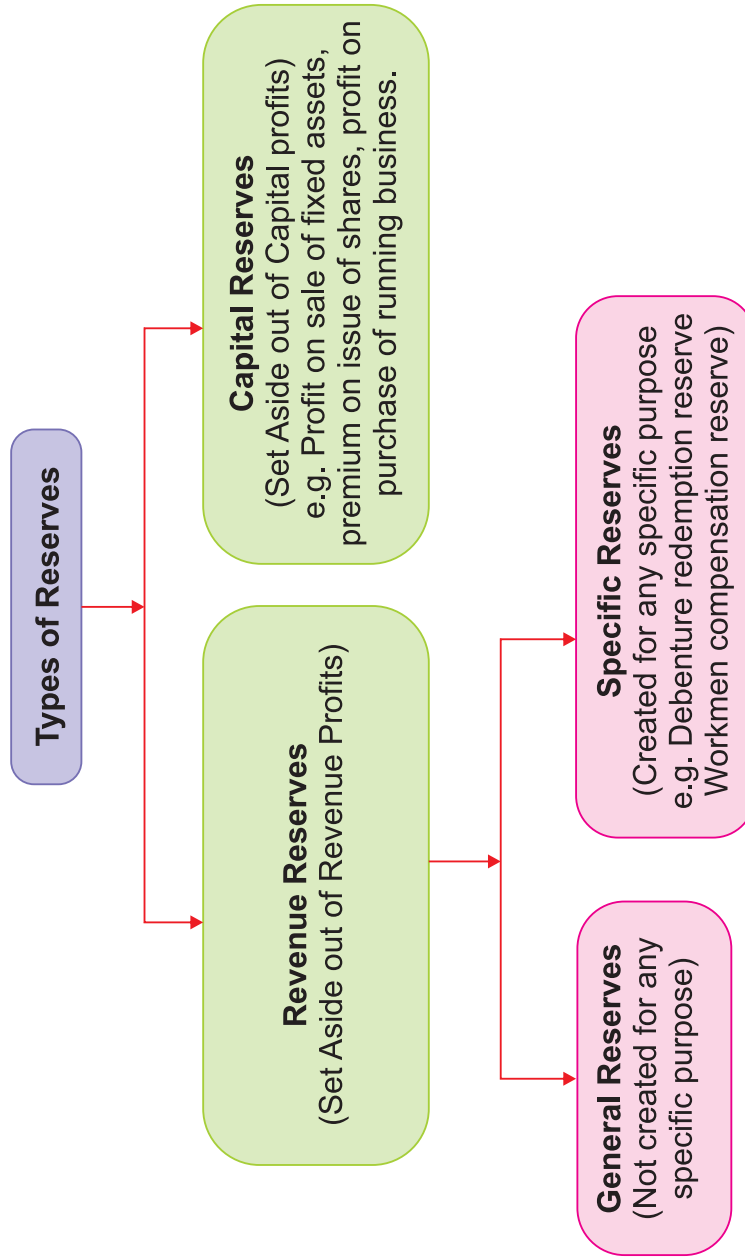 Types of Reserves
Revenue Reserves
(Set Aside out of Revenue Profits)
Capital Reserves
(Set Aside out of Capital profits)
e.g. Profit on sale of fixed assets,
premium on issue of shares, profit on
purchase of running business.
General Reserves
(Not created for any
specific purpose)
Specific Reserves
(Created for any specific purpose
e.g. Debenture redemption reserve
Workmen compensation reserve)